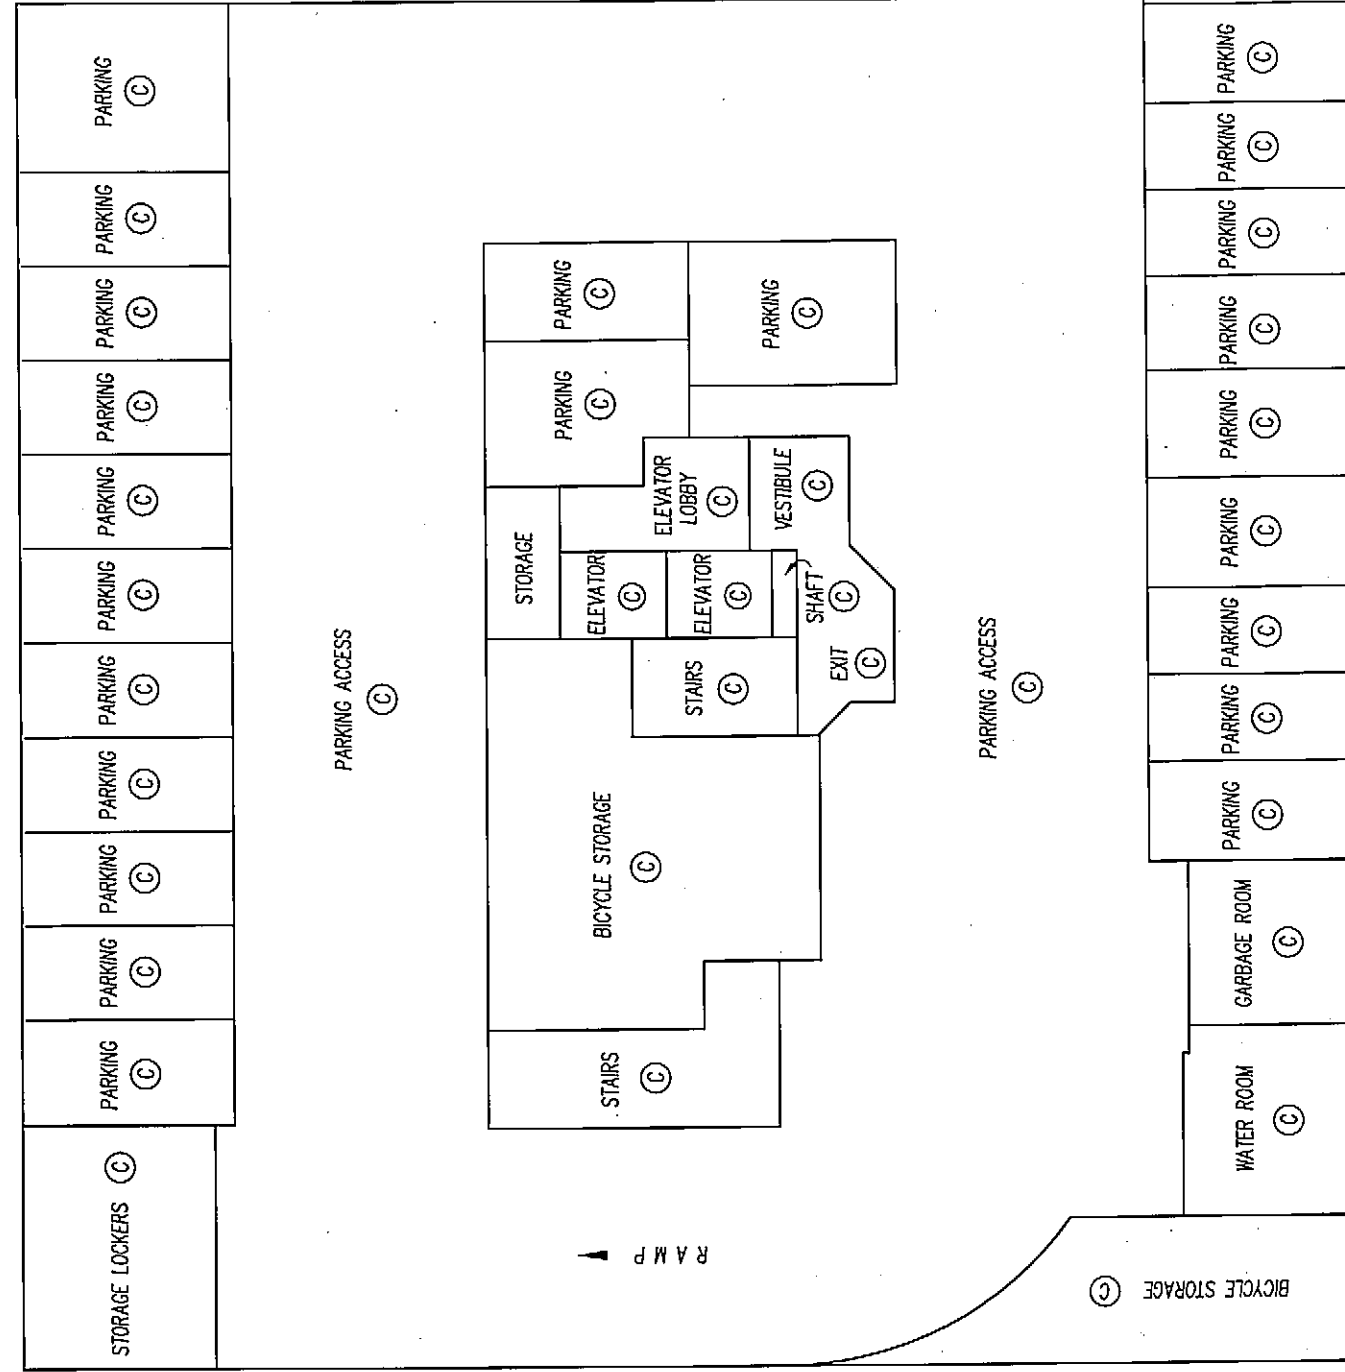 PARKING
C
PARKING
C
PARKING
C
PARKING
C
PARKING
C
PARKING
C
PARKING
C
PARKING
C
PARKING
C
PARKING
C
PARKING
C
STORAGE LOCKERS C
PARKING ACCESS
C
PARKING
C
PARKING
C
PARKING
C
STORAGE
ELEVATOR
LOBBY
C
VESTIBULE
C
ELEVATOR
C
ELEVATOR
C
SHAFT
C
EXIT
C
STAIRS
C
BICYCLE STORAGE
C
STAIRS
C
RAMP
PARKING ACCESS
C
PARKING
C
PARKING
C
PARKING
C
PARKING
C
PARKING
C
PARKING
C
PARKING
C
PARKING
C
PARKING
C
GARBAGE ROOM
C
WATER ROOM
C
BICYCLE STORAGE C